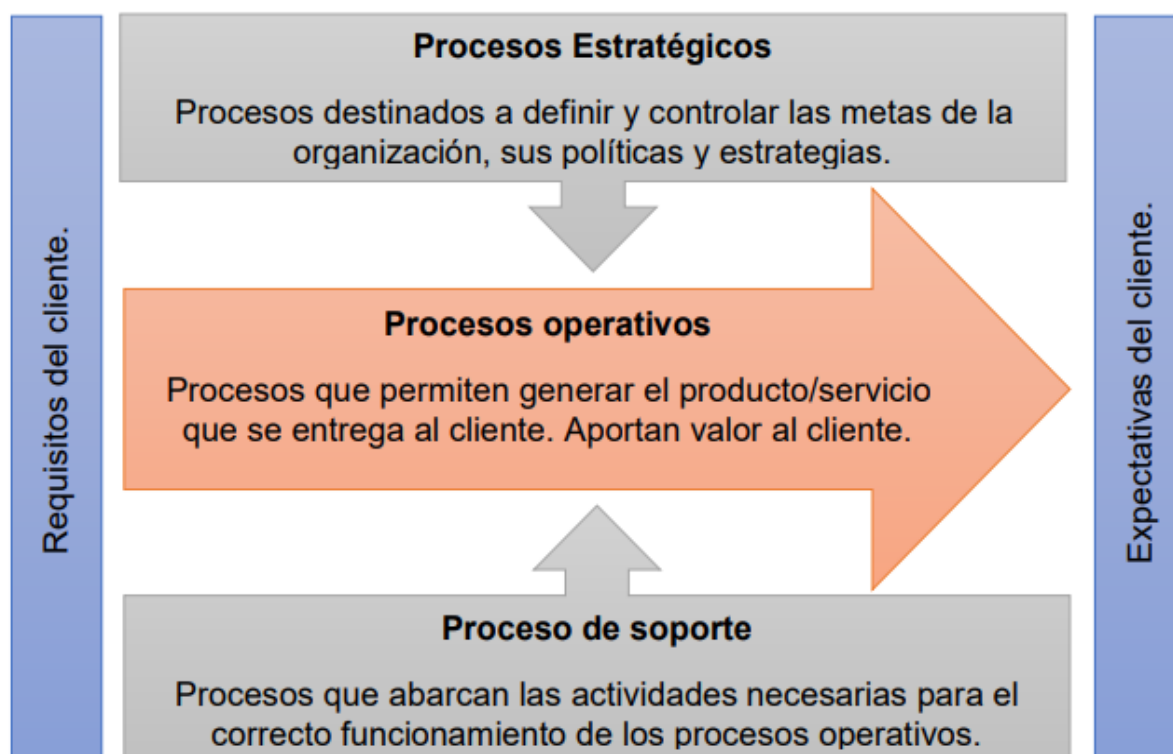 Requisitos del cliente.
Procesos Estratégicos
Procesos destinados a definir y controlar las metas de la
organización, sus políticas y estrategias.
Procesos operativos
Procesos que permiten generar el producto/servicio
que se entrega al cliente. Aportan valor al cliente.
Proceso de soporte
Procesos que abarcan las actividades necesarias para el
correcto funcionamiento de los procesos operativos.
Expectativas del cliente.